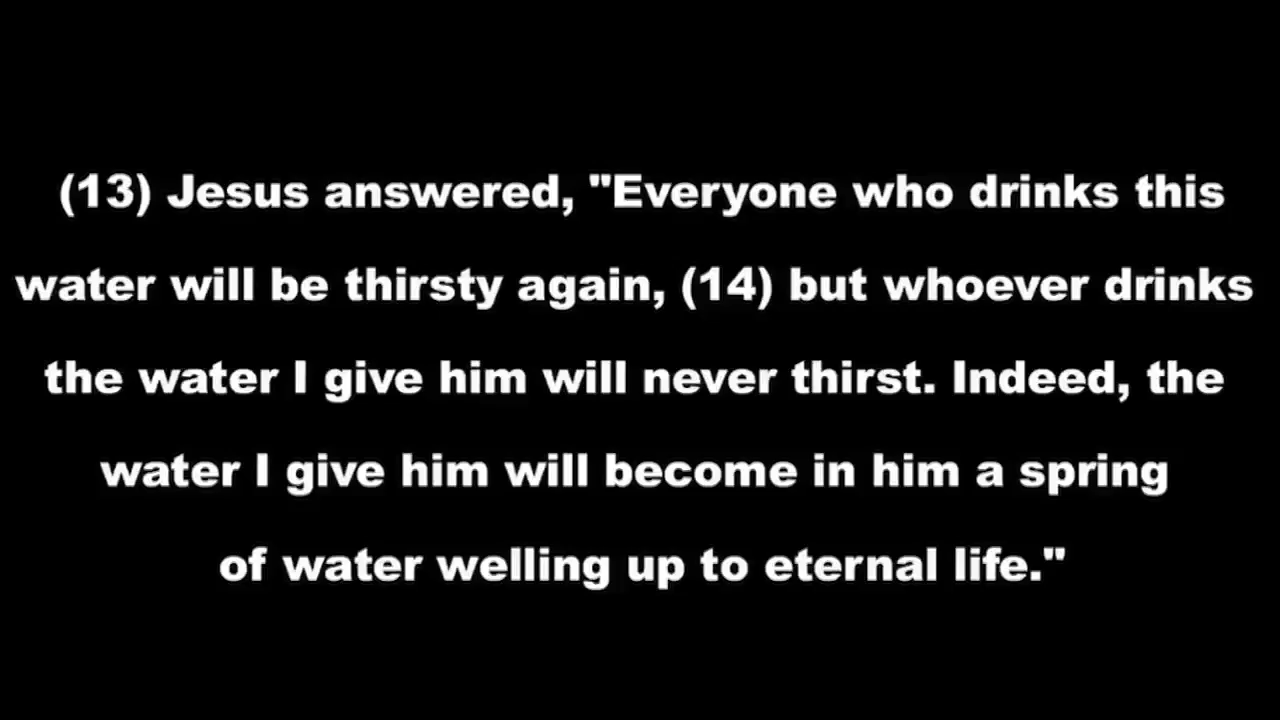 (13) Jesus answered, "Everyone who drinks this
water will be thirsty again, (14) but whoever drinks
the water I give him will never thirst. Indeed, the
water I give him will become in him a spring
of water welling up to eternal life."